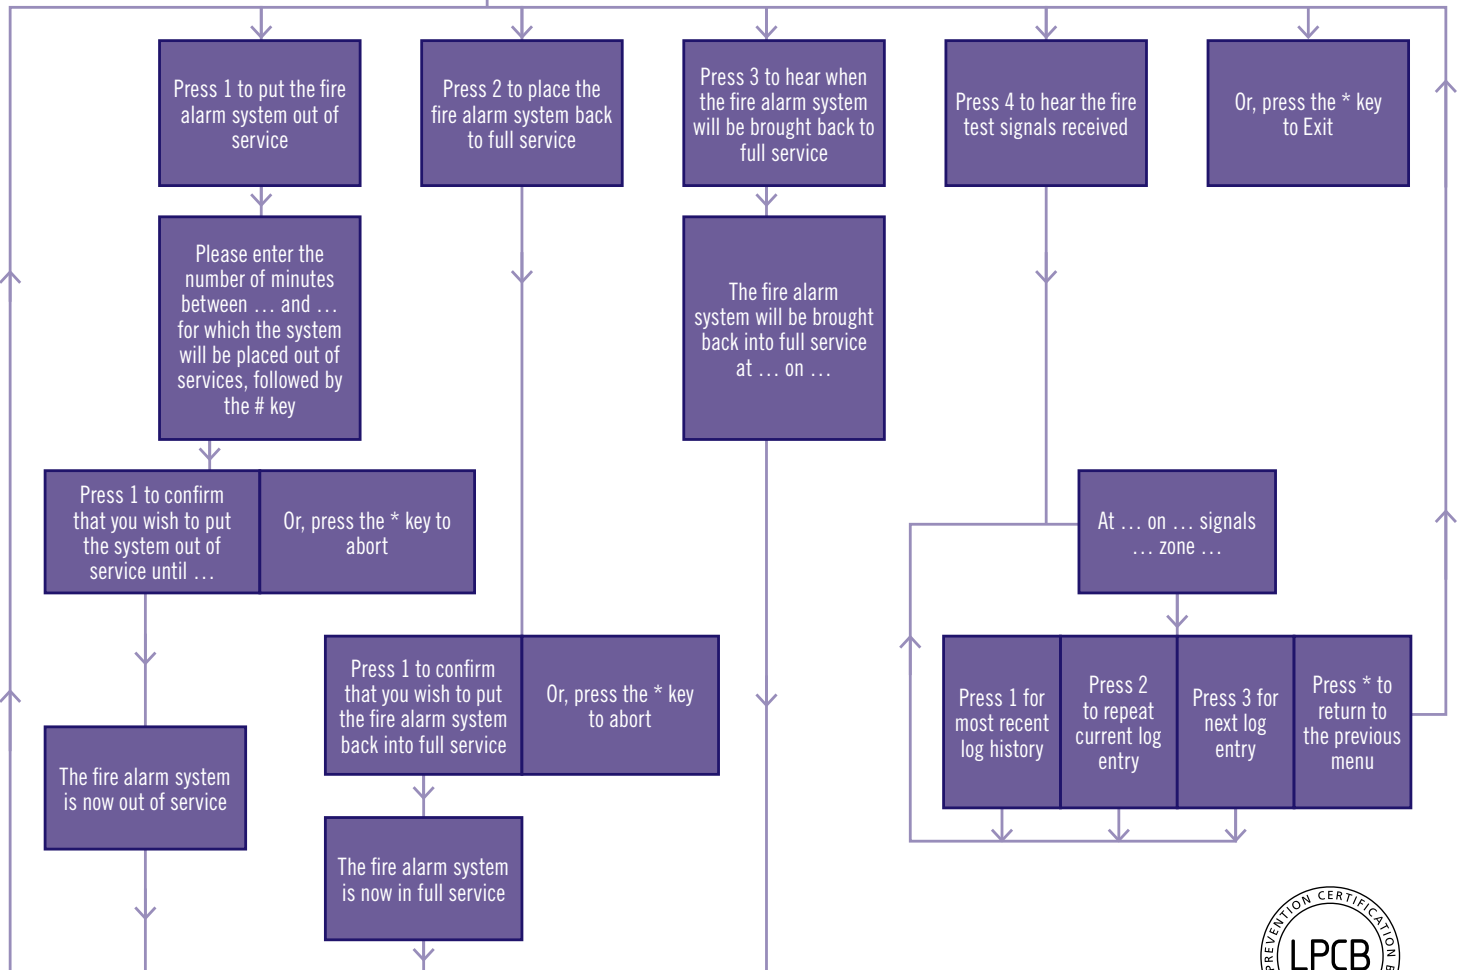 Press 1 to put the fire
alarm system out of
service
Press 2 to place the
fire alarm system back
to full service
Press 3 to hear when
the fire alarm system
will be brought back to
full service
Press 4 to hear the fire
test signals received
Or, press the * key
to Exit
Please enter the
number of minutes
between … and …
for which the system
will be placed out of
services, followed by
the # key
The fire alarm
system will be brought
back into full service
at … on …
Press 1 to confirm
that you wish to put
the system out of
service until …
Or, press the * key to
abort
At … on … signals
… zone …
Press 1 to confirm
that you wish to put
the fire alarm system
back into full service
Or, press the * key
to abort
Press 1 for
most recent
log history
Press 2
to repeat
current log
entry
Press 3 for
next log
entry
Press * to
return to
the previous
menu
The fire alarm system
is now out of service
The fire alarm system
is now in full service
PREVENTION CERTIFICATION
LPCB